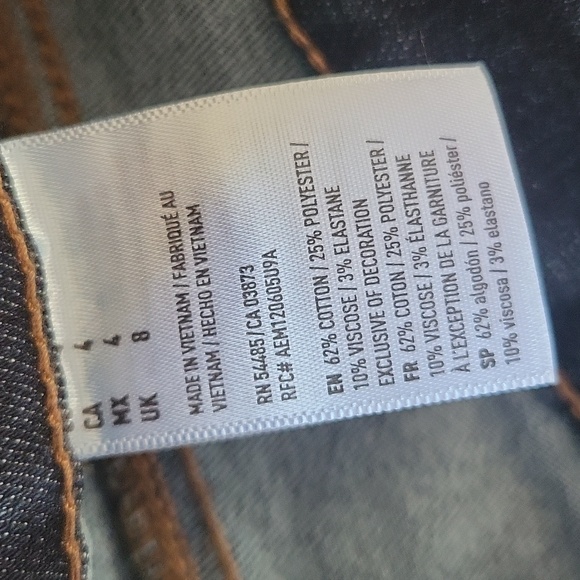 CA 4
MX 4
UK 8
MADE IN VIETNAM / FABRIQUÉ AU
VIETNAM / HECHO EN VIETNAM
RN 54485 / CA 03873
RFC# AEM120605U9A
EN 62% COTTON / 25% POLYESTER /
10% VISCOSE / 3% ELASTANE
EXCLUSIVE OF DECORATION
FR 62% COTON / 25% POLYESTER /
10% VISCOSE / 3% ÉLASTHANNE
À L'EXCEPTION DE LA GARNITURE
SP 62% algodón / 25% poliéster /
10% viscosa / 3% elastano